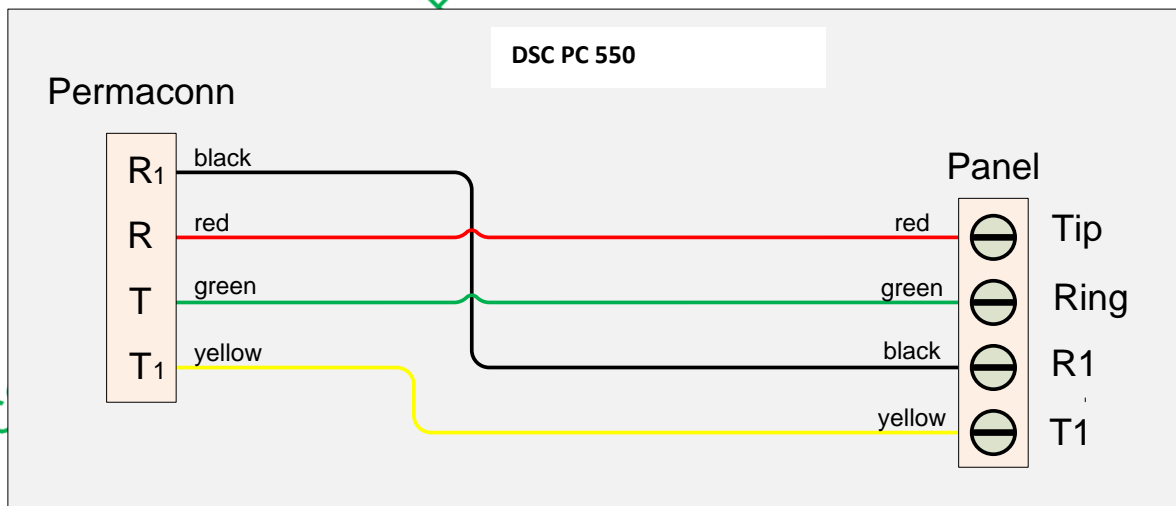 DSC PC 550
Permaconn
Panel
R1 black
R red
T green
T1 yellow
red Tip
green Ring
black R1
yellow T1